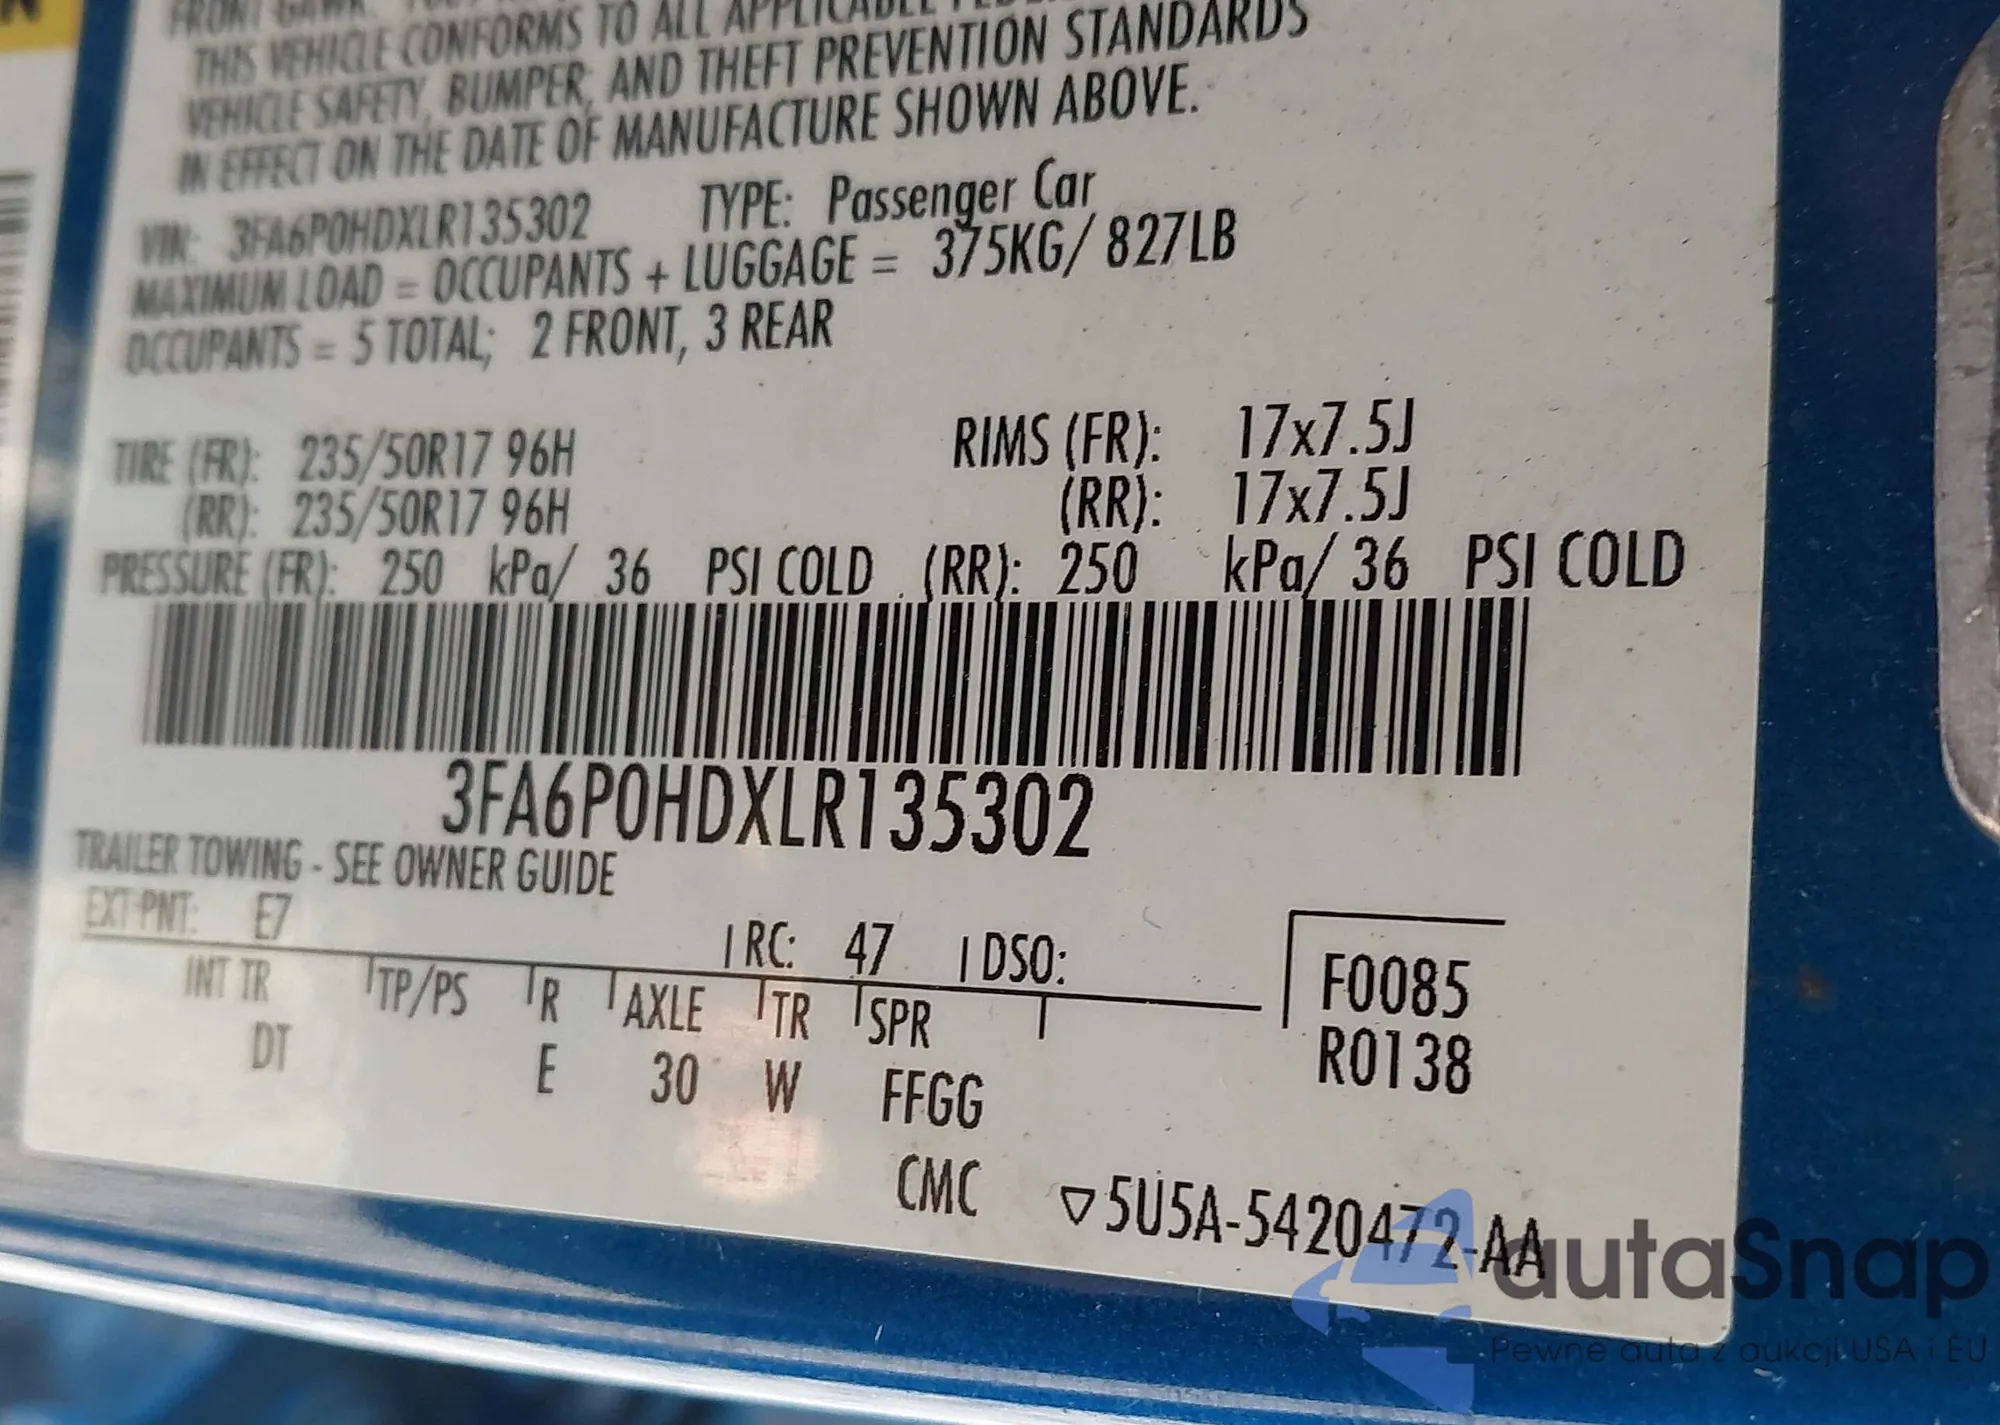 THIS VEHICLE CONFORMS TO ALL APPLICABLE
VEHICLE SAFETY, BUMPER, AND THEFT PREVENTION STANDARDS
IN EFFECT ON THE DATE OF MANUFACTURE SHOWN ABOVE.
VIN: 3FA6P0HDXLR135302 TYPE: Passenger Car
MAXIMUM LOAD = OCCUPANTS + LUGGAGE = 375KG/ 827LB
OCCUPANTS = 5 TOTAL; 2 FRONT, 3 REAR
TIRE (FR): 235/50R17 96H RIMS (FR): 17x7.5J
(RR): 235/50R17 96H (RR): 17x7.5J
PRESSURE (FR): 250 kPa/ 36 PSI COLD (RR): 250 kPa/ 36 PSI COLD
3FA6P0HDXLR135302
TRAILER TOWING - SEE OWNER GUIDE
EXT PNT: E7 RC: 47 DSO:
INT TR TP/PS R AXLE TR SPR F0085
DT E 30 W FFGG R0138
CMC ▽5U5A-5420472-AA
autaSnap
Pewne auta z aukcji USA i EU